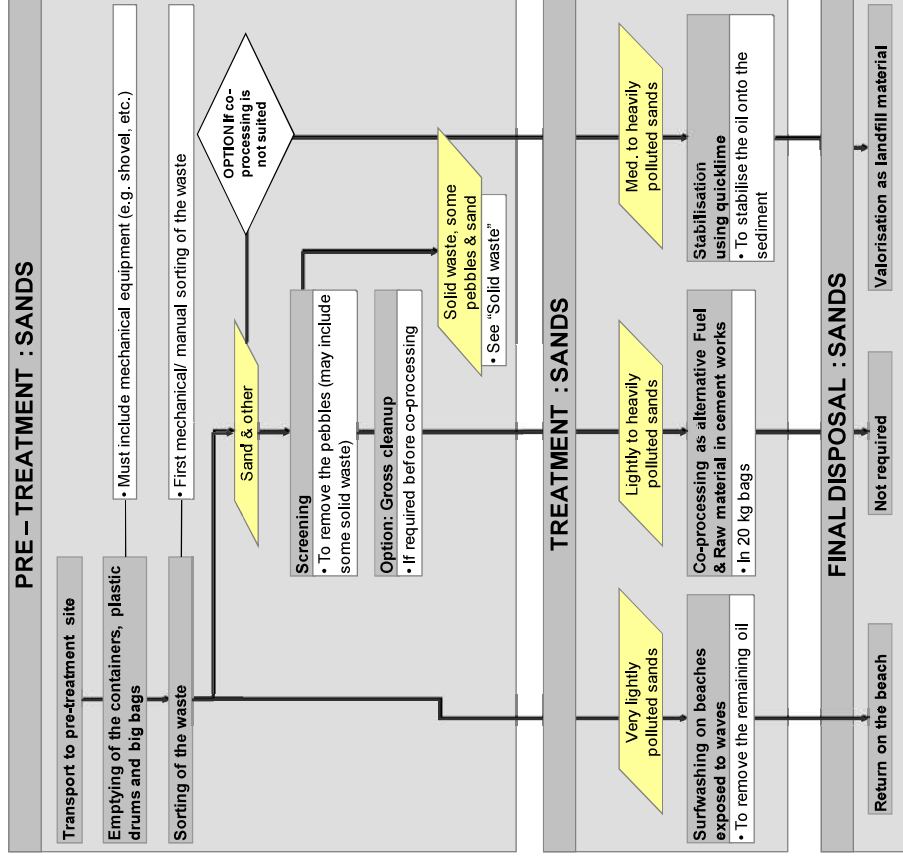 PRE – TREATMENT : SANDS
Transport to pre-treatment site
Emptying of the containers, plastic
drums and big bags
• Must include mechanical equipment (e.g. shovel, etc.)
Sorting of the waste
• First mechanical/ manual sorting of the waste
Sand & other
OPTION If co-
processing is
not suited
Screening
• To remove the pebbles (may include
some solid waste)
Option: Gross cleanup
• If required before co-processing
Solid waste, some
pebbles & sand
• See “Solid waste”
TREATMENT : SANDS
Very lightly
polluted sands
Surfwashing on beaches
exposed to waves
• To remove the remaining oil
Lightly to heavily
polluted sands
Co-processing as alternative Fuel
& Raw material in cement works
• In 20 kg bags
Med. to heavily
polluted sands
Stabilisation
using quicklime
• To stabilise the oil onto the
sediment
FINAL DISPOSAL : SANDS
Return on the beach
Not required
Valorisation as landfill material